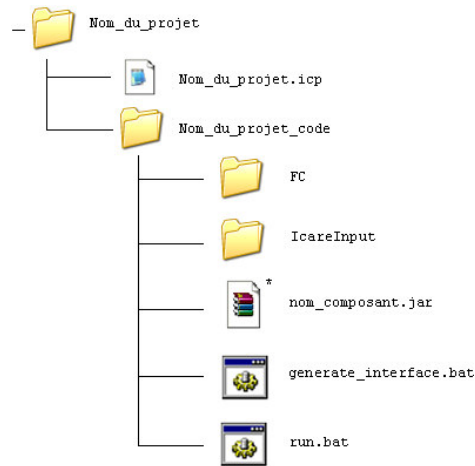 Nom_du_projet
Nom_du_projet.icp
Nom_du_projet_code
FC
IcareInput
*
nom_composant.jar
generate_interface.bat
run.bat